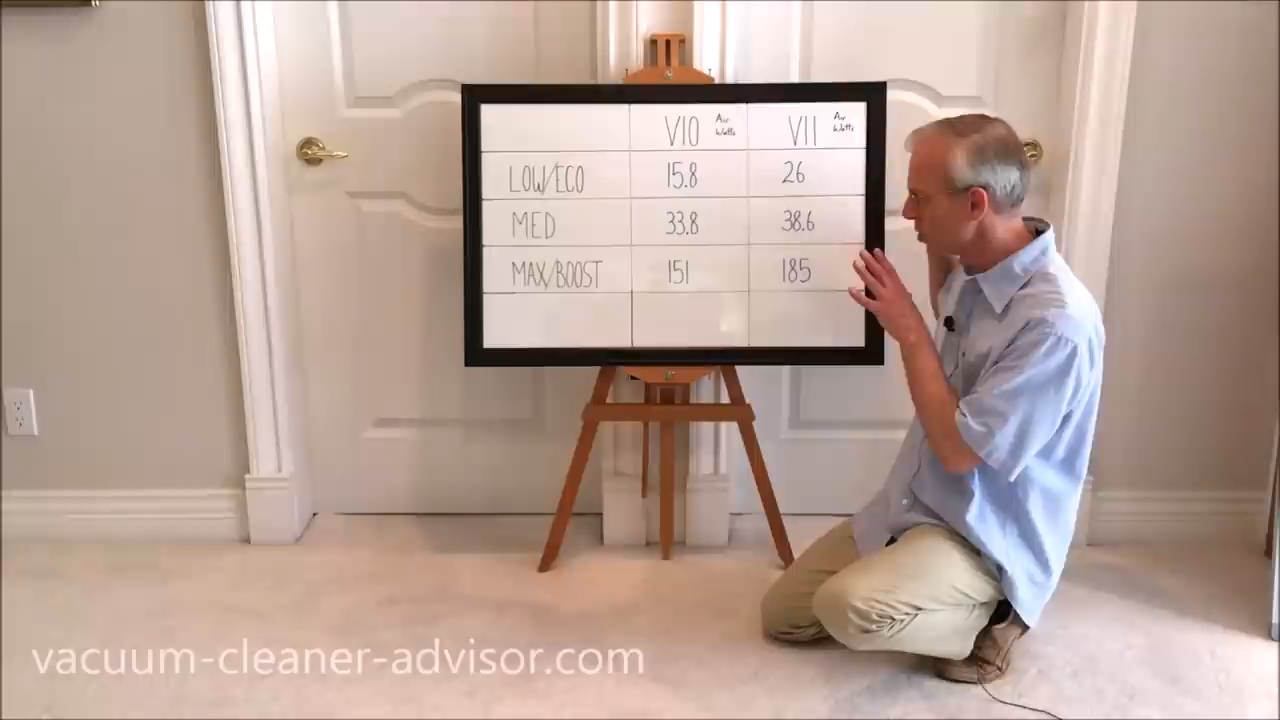 V10 Air Watts V11 Air Watts
LOW/ECO 15.8 26
MED 33.8 38.6
MAX/BOOST 151 185
vacuum-cleaner-advisor.com